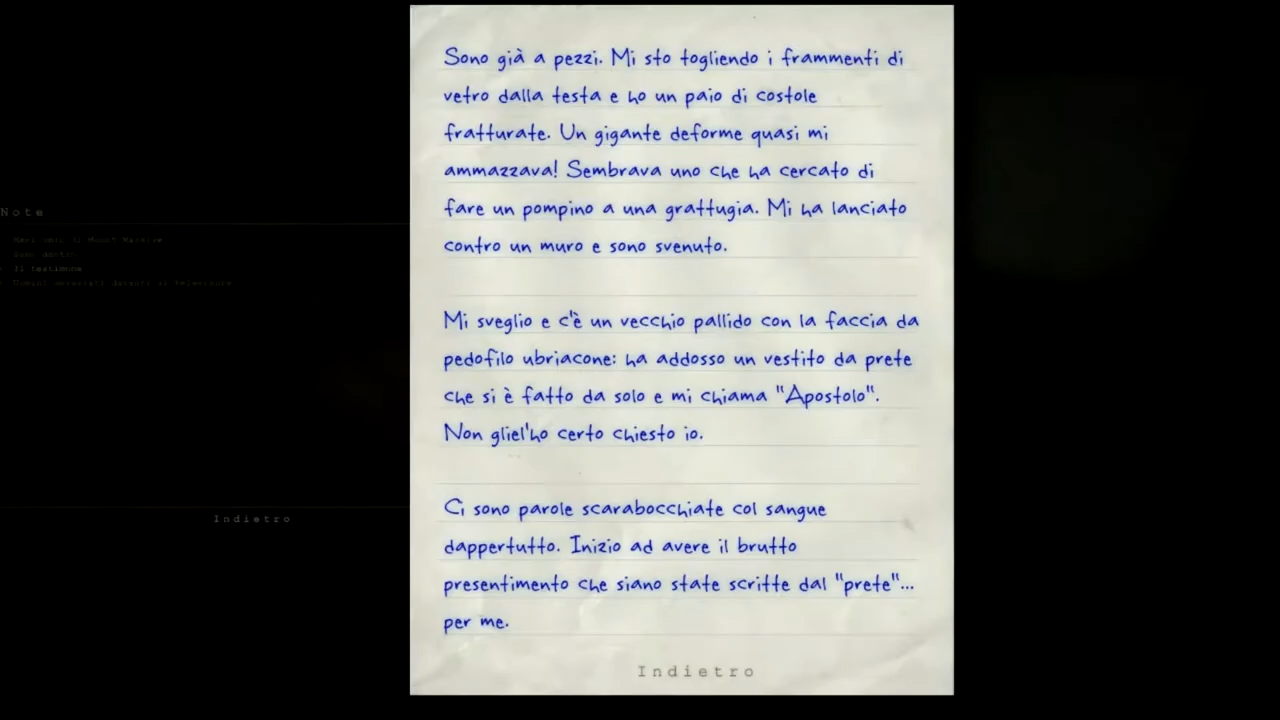 Note
Sono dentro
Il testimone
Indietro
Sono già a pezzi. Mi sto togliendo i frammenti di
vetro dalla testa e ho un paio di costole
fratturate. Un gigante deforme quasi mi
ammazzava! Sembrava uno che ha cercato di
fare un pompino a una grattugia. Mi ha lanciato
contro un muro e sono svenuto.
Mi sveglio e c'è un vecchio pallido con la faccia da
pedofilo ubriacone: ha addosso un vestito da prete
che si è fatto da solo e mi chiama "Apostolo".
Non gliel'ho certo chiesto io.
Ci sono parole scarabocchiate col sangue
dappertutto. Inizio ad avere il brutto
presentimento che siano state scritte dal "prete"...
per me.
Indietro